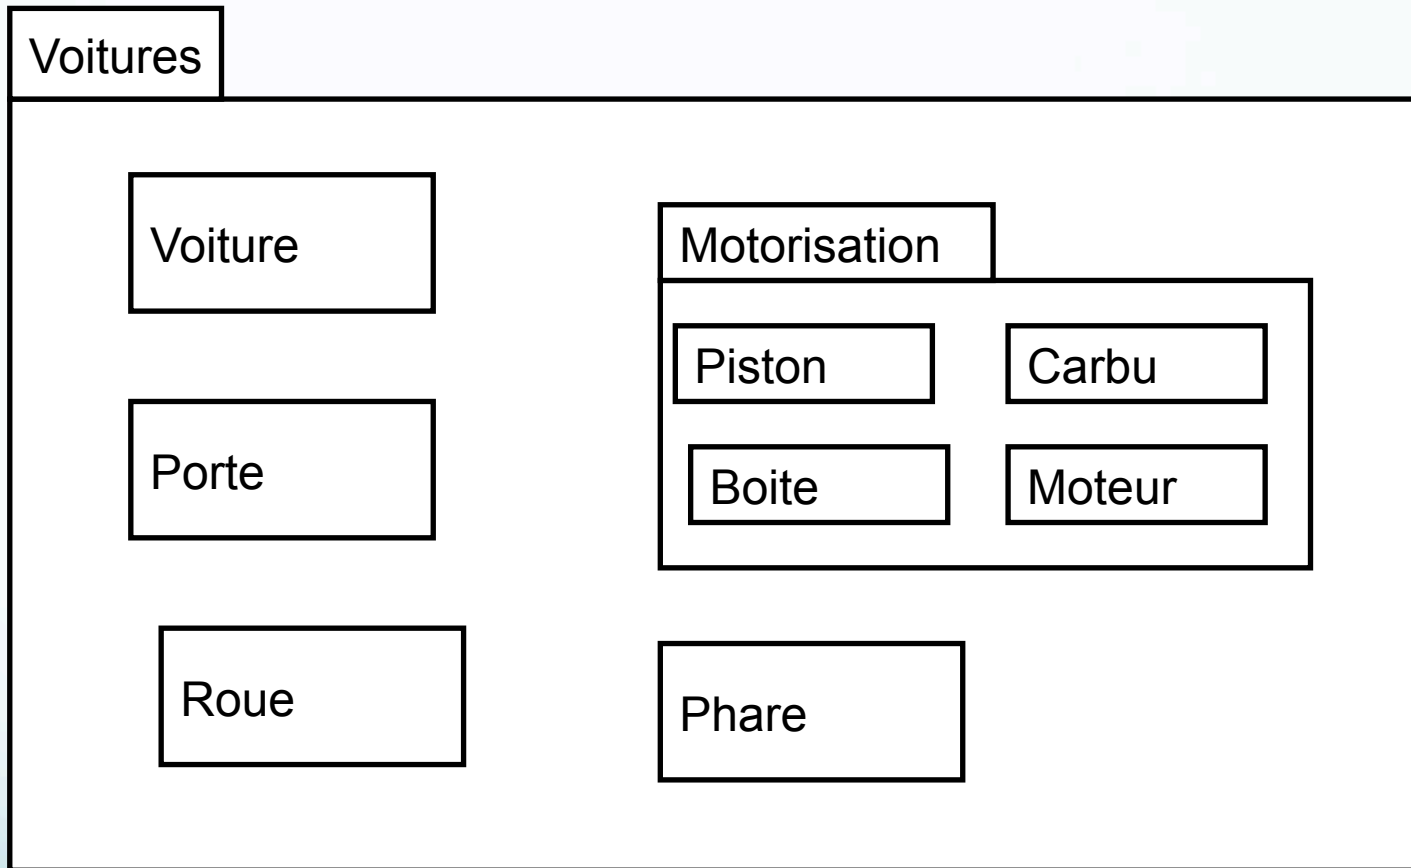 Voitures
Voiture
Motorisation
Piston
Carbu
Porte
Boite
Moteur
Roue
Phare